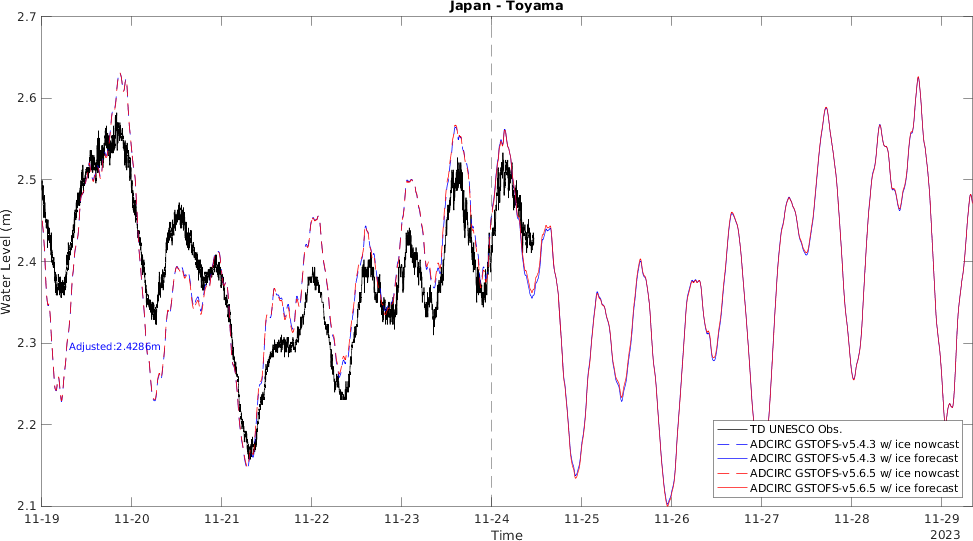 Japan - Toyama
2.7
2.6
2.5
2.4
2.3
2.2
2.1
Water Level (m)
Adjusted:2.4286m
TD UNESCO Obs.
ADCIRC GSTOFS-v5.4.3 w/ ice nowcast
ADCIRC GSTOFS-v5.4.3 w/ ice forecast
ADCIRC GSTOFS-v5.6.5 w/ ice nowcast
ADCIRC GSTOFS-v5.6.5 w/ ice forecast
11-19 11-20 11-21 11-22 11-23 11-24 11-25 11-26 11-27 11-28 11-29
Time 2023